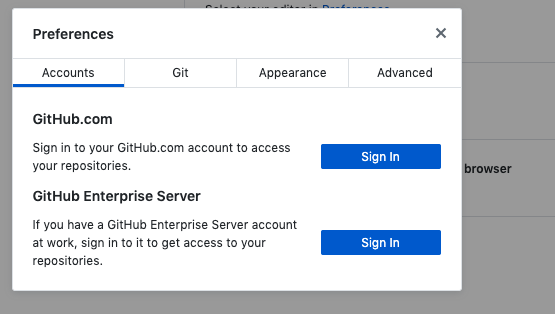 Select your editor in Preferences
Preferences
Accounts
Git
Appearance
Advanced
GitHub.com
Sign in to your GitHub.com account to access
your repositories.
Sign In
GitHub Enterprise Server
If you have a GitHub Enterprise Server account
at work, sign in to it to get access to your
repositories.
Sign In
browser